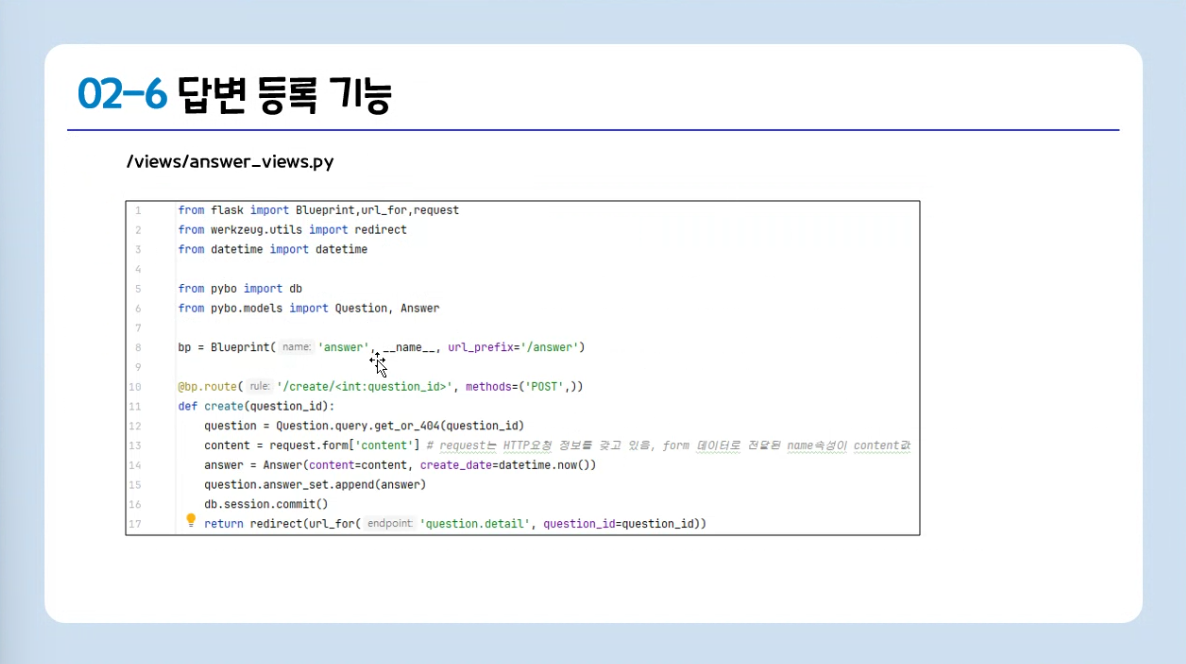 02-6 답변 등록 기능
/views/answer_views.py
1 from flask import Blueprint,url_for,request
2 from werkzeug.utils import redirect
3 from datetime import datetime
4
5 from pybo import db
6 from pybo.models import Question, Answer
7
8 bp = Blueprint( name: 'answer', __name__, url_prefix='/answer')
9
10 @bp.route( rule: '/create/<int:question_id>', methods=('POST',))
11 def create(question_id):
12 question = Question.query.get_or_404(question_id)
13 content = request.form['content'] # request는 HTTP요청 정보를 갖고 있음, form 데이터로 전달된 name속성이 content값
14 answer = Answer(content=content, create_date=datetime.now())
15 question.answer_set.append(answer)
16 db.session.commit()
17 return redirect(url_for( endpoint: 'question.detail', question_id=question_id))